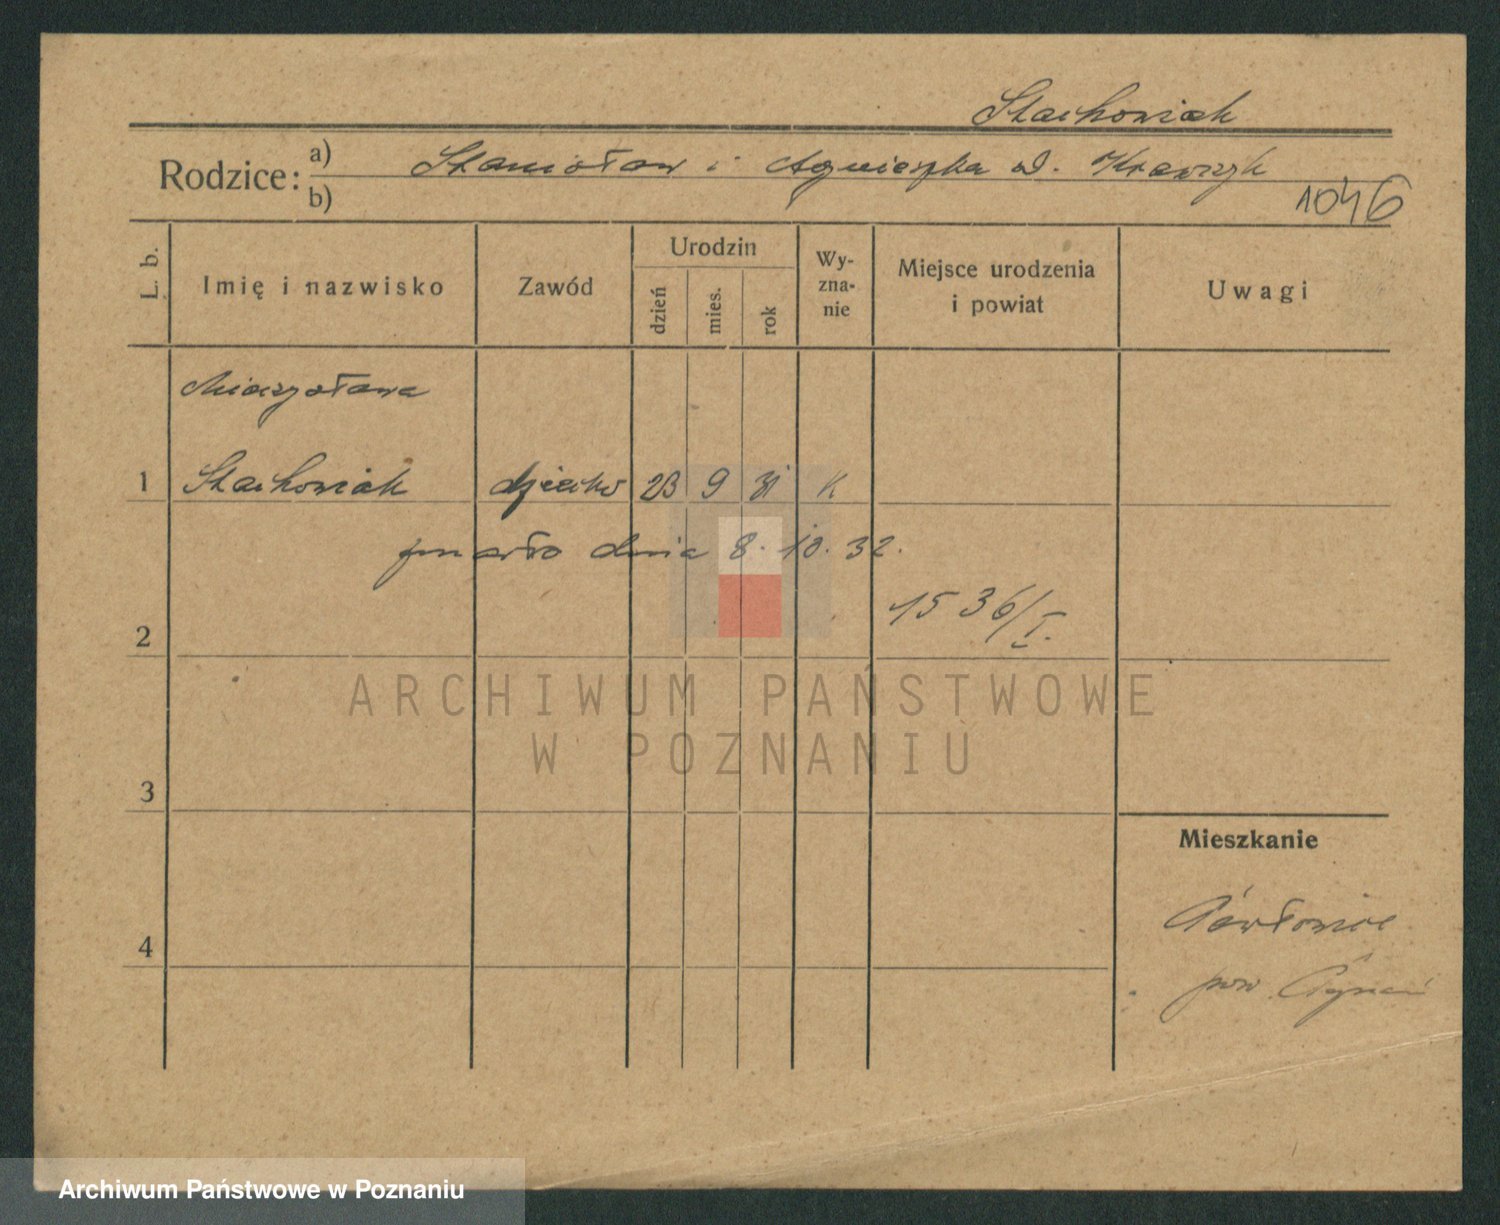 Stachowiak
Rodzice: a) Stanisław i Agnieszka d. Krawczyk
b)
1046
L. b. Imię i nazwisko Zawód Urodzin dzień mies. rok Wy-zna-nie Miejsce urodzenia i powiat Uwagi
Mieczysława
1 Stachowiak dziecko 23 9 31 K
zmarło dnia 8. 10. 32.
1536/I.
2
ARCHIWUM PAŃSTWOWE
W POZNANIU
3
Mieszkanie
4
pow
Archiwum Państwowe w Poznaniu